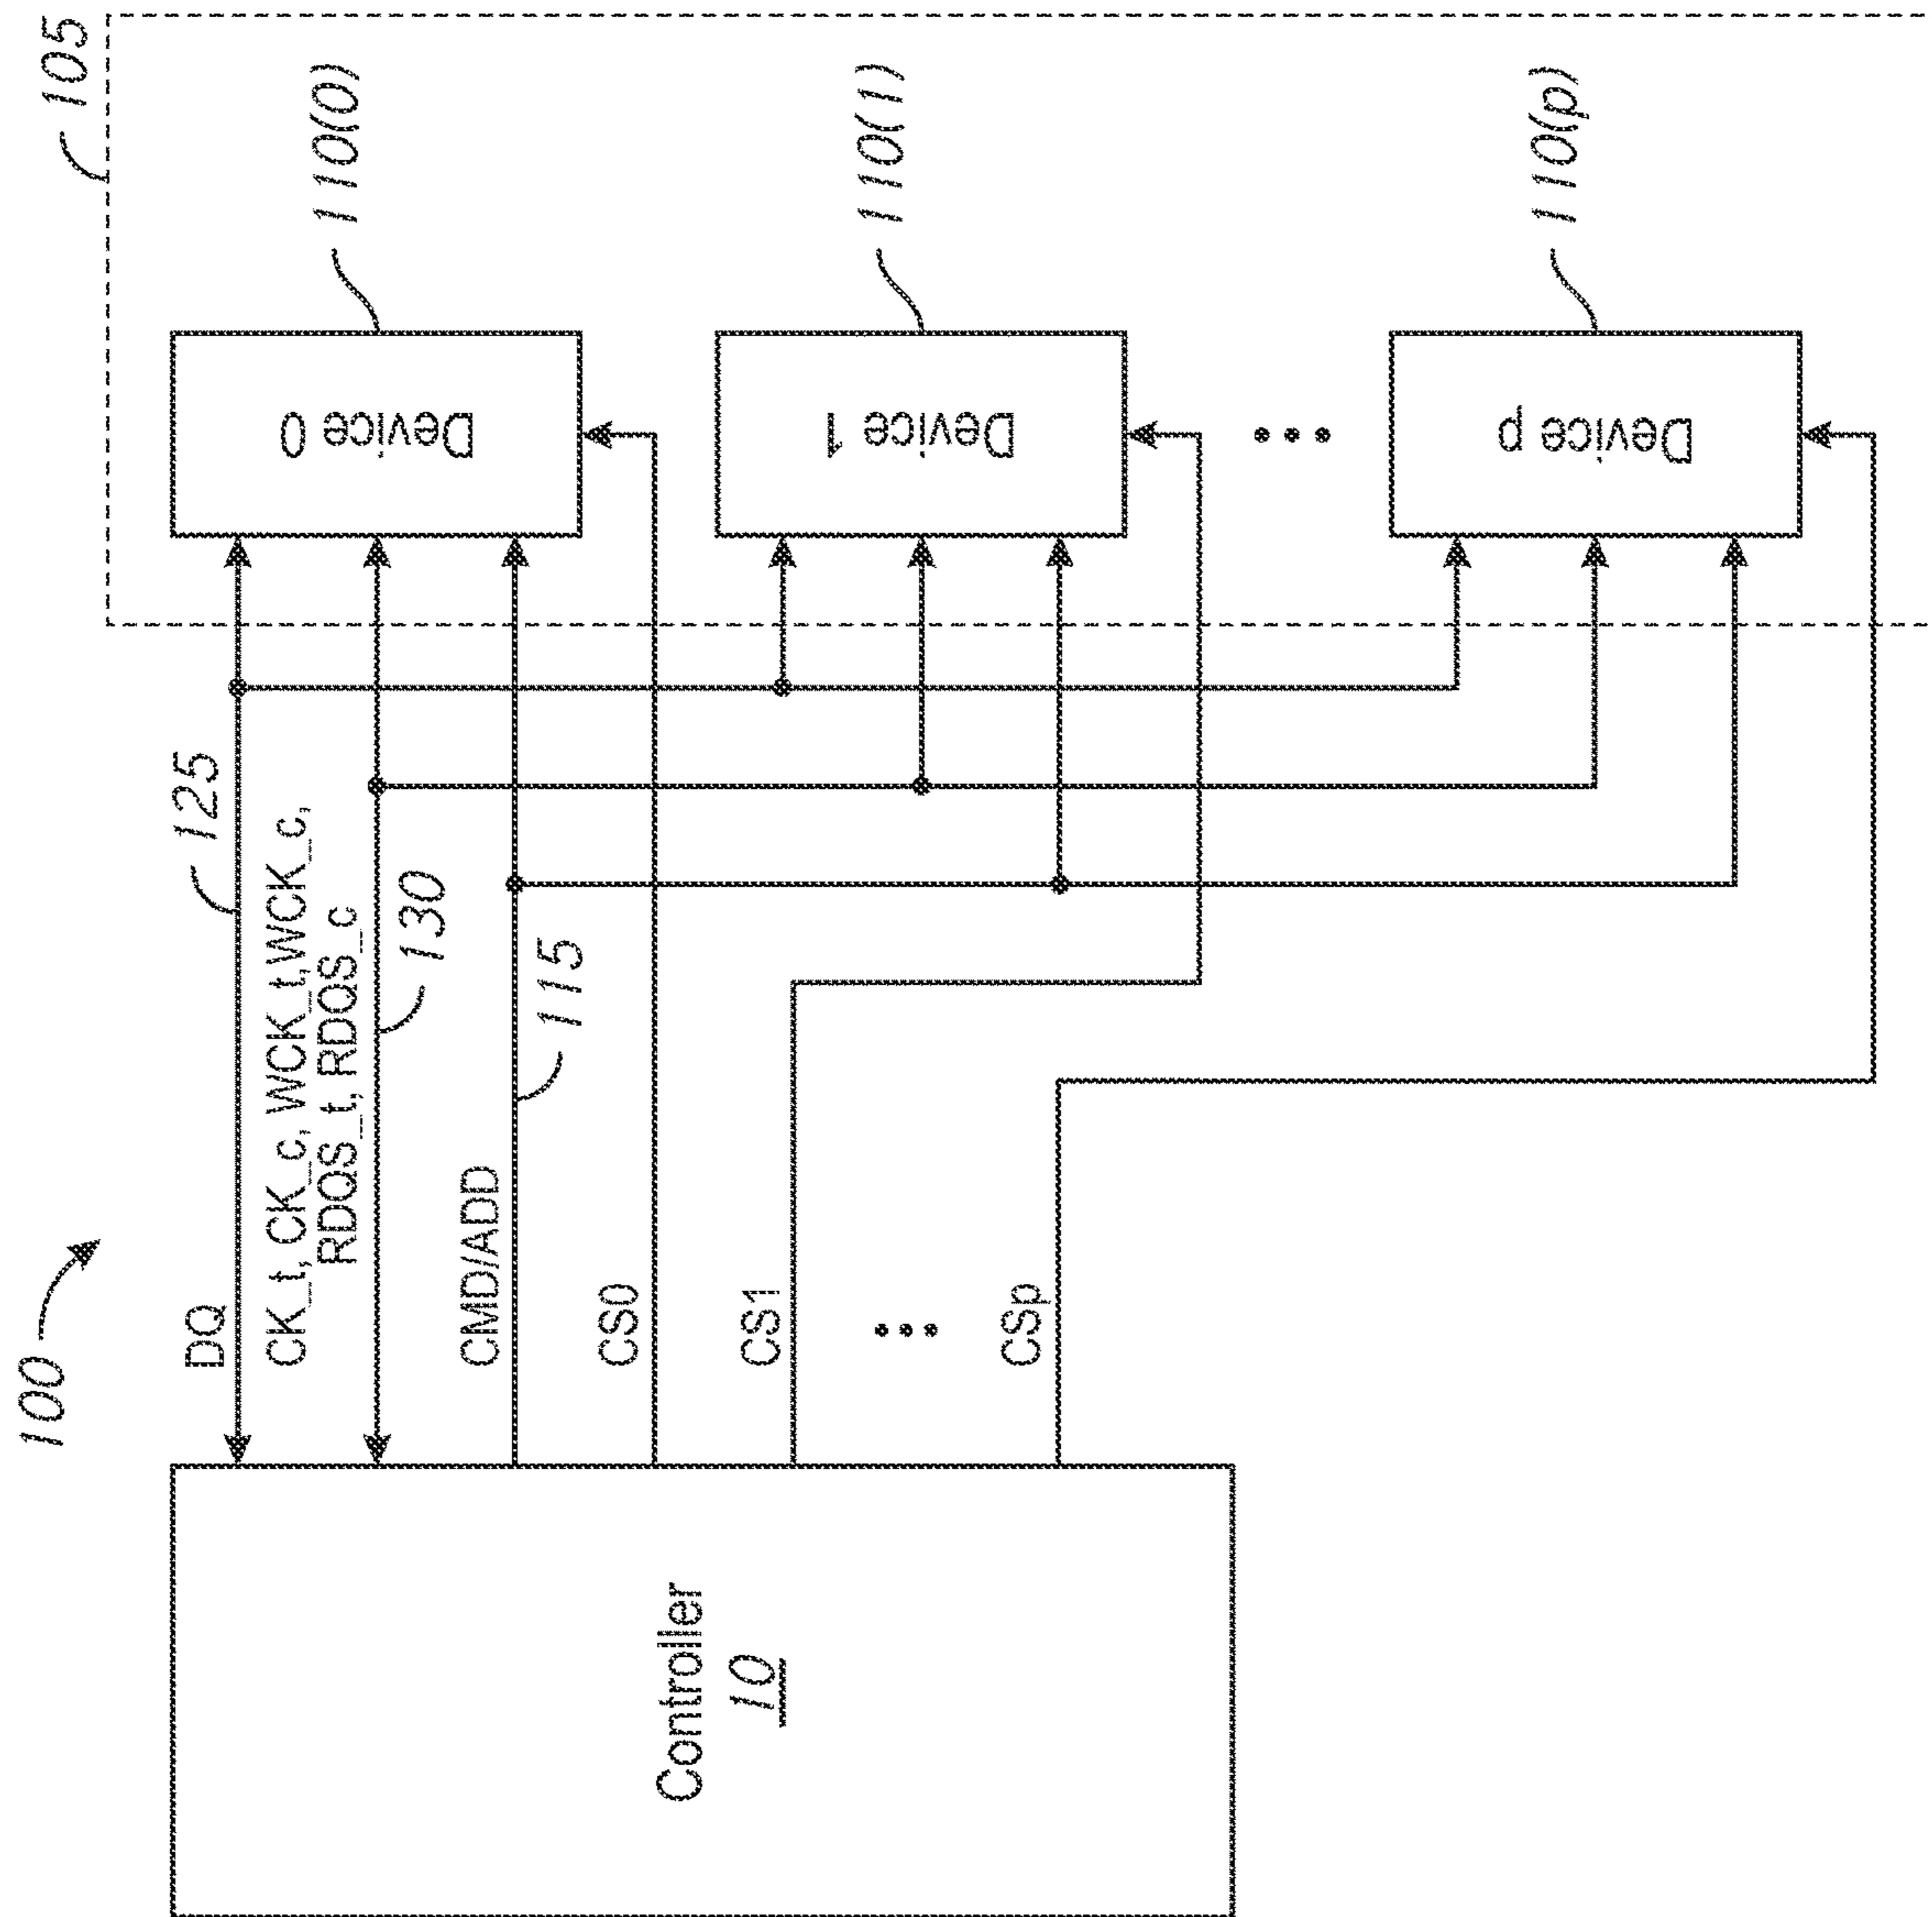 100
105
DQ
125
CK_t, CK_c, WCK_t,WCK_c,
RDQS_t, RDQS_c
130
CMD/ADD
115
CS0
CS1
CSp
Controller
10
Device 0
110(0)
Device 1
110(1)
Device p
110(p)